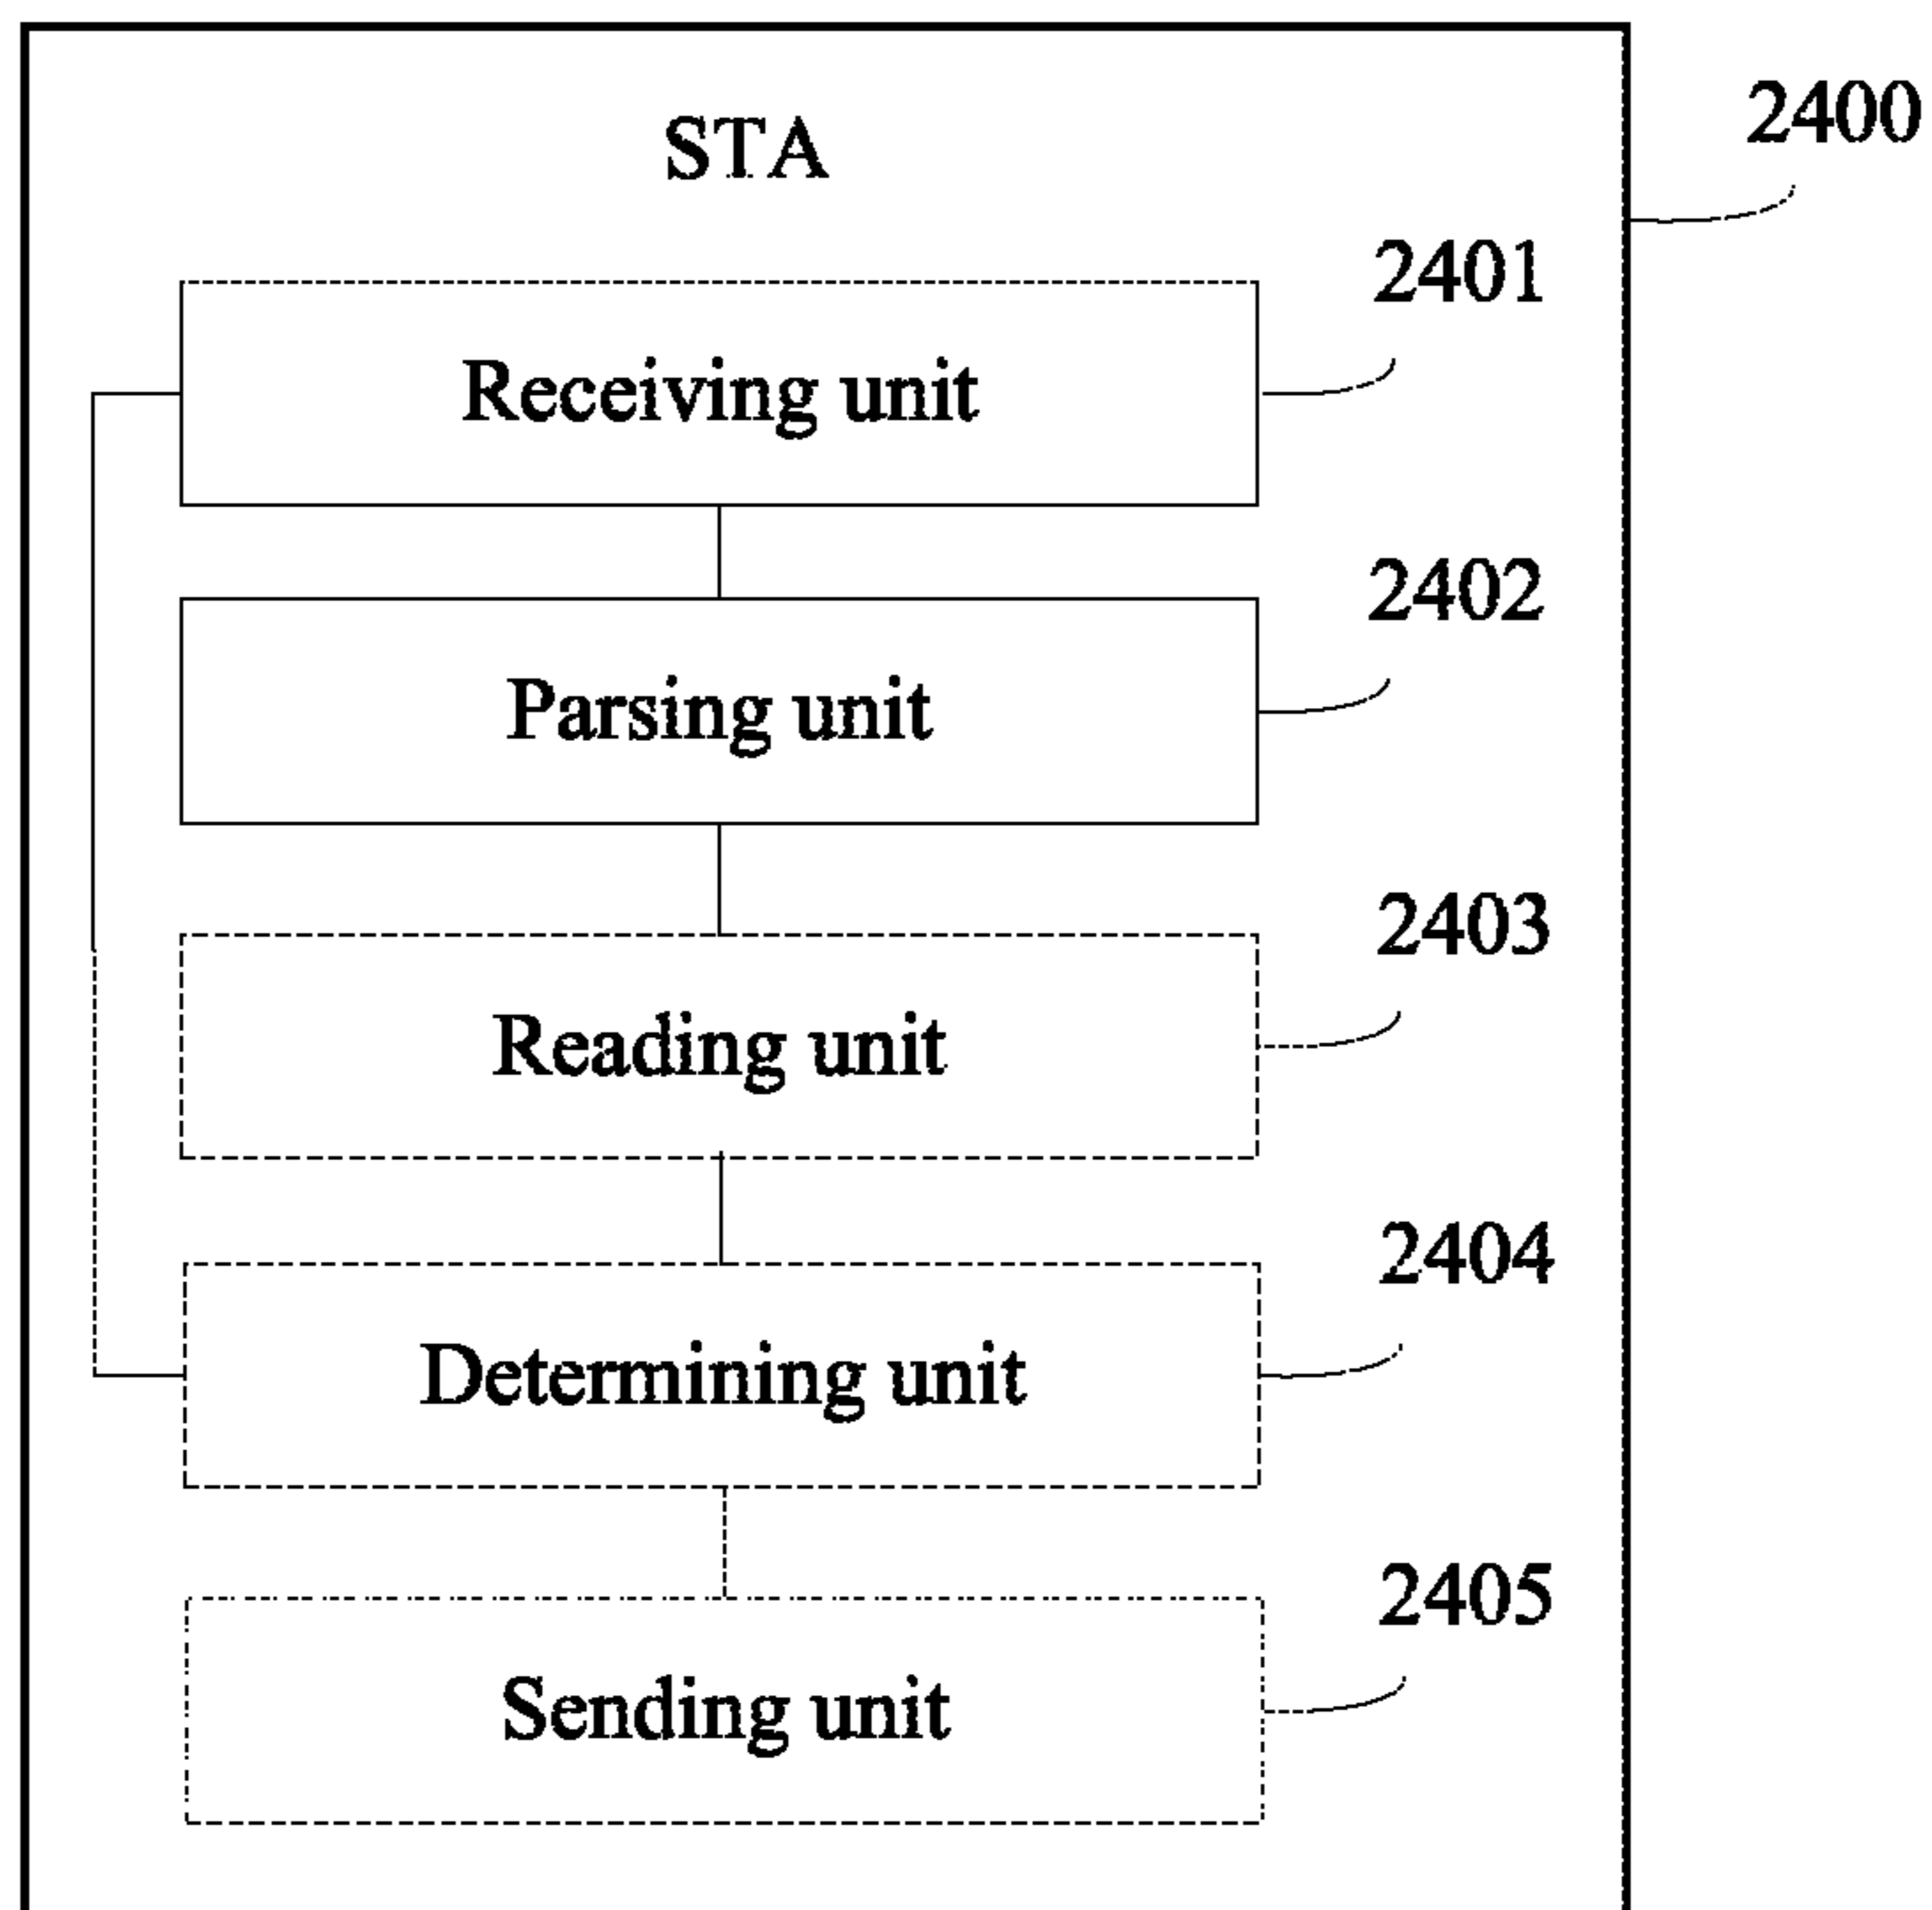 STA
2400
2401
Receiving unit
2402
Parsing unit
2403
Reading unit
2404
Determining unit
2405
Sending unit